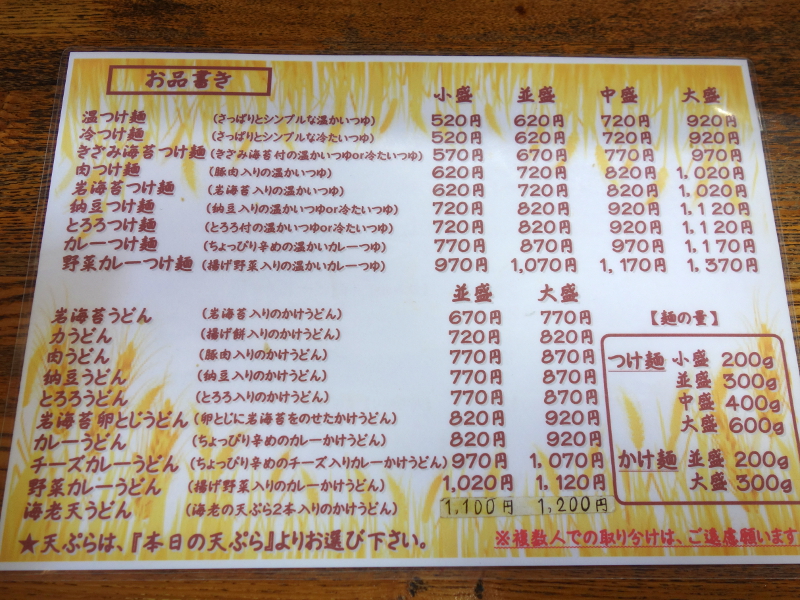 お品書き
小盛 並盛 中盛 大盛
温つけ麺 (さっぱりとシンプルな温かいつゆ) 520円 620円 720円 920円
冷つけ麺 (さっぱりとシンプルな冷たいつゆ) 520円 620円 720円 920円
きざみ海苔つけ麺 (きざみ海苔付の温かいつゆor冷たいつゆ) 570円 670円 770円 970円
肉つけ麺 (豚肉入りの温かいつゆ) 620円 720円 820円 1,020円
岩海苔つけ麺 (岩海苔入りの温かいつゆ) 620円 720円 820円 1,020円
納豆つけ麺 (納豆入りの温かいつゆor冷たいつゆ) 720円 820円 920円 1,120円
とろろつけ麺 (とろろ付の温かいつゆor冷たいつゆ) 720円 820円 920円 1,120円
カレーつけ麺 (ちょっぴり辛めの温かいカレーつゆ) 770円 870円 970円 1,170円
野菜カレーつけ麺 (揚げ野菜入りの温かいカレーつゆ) 970円 1,070円 1,170円 1,370円
並盛 大盛
岩海苔うどん (岩海苔入りのかけうどん) 670円 770円
力うどん (揚げ餅入りのかけうどん) 720円 820円
肉うどん (豚肉入りのかけうどん) 770円 870円
納豆うどん (納豆入りのかけうどん) 770円 870円
とろろうどん (とろろ入りのかけうどん) 770円 870円
岩海苔卵とじうどん (卵とじに岩海苔をのせたかけうどん) 820円 920円
カレーうどん (ちょっぴり辛めのカレーかけうどん) 820円 920円
チーズカレーうどん (ちょっぴり辛めのチーズ入りカレーかけうどん) 970円 1,070円
野菜カレーうどん (揚げ野菜入りのカレーかけうどん) 1,020円 1,120円
海老天うどん (海老の天ぷら2本入りのかけうどん) 1,100円 1,200円
【麺の量】
つけ麺 小盛 200g
並盛 300g
中盛 400g
大盛 600g
かけ麺 並盛 200g
大盛 300g
★天ぷらは、『本日の天ぷら』よりお選び下さい。
※複数人での取り分けは、ご遠慮願います